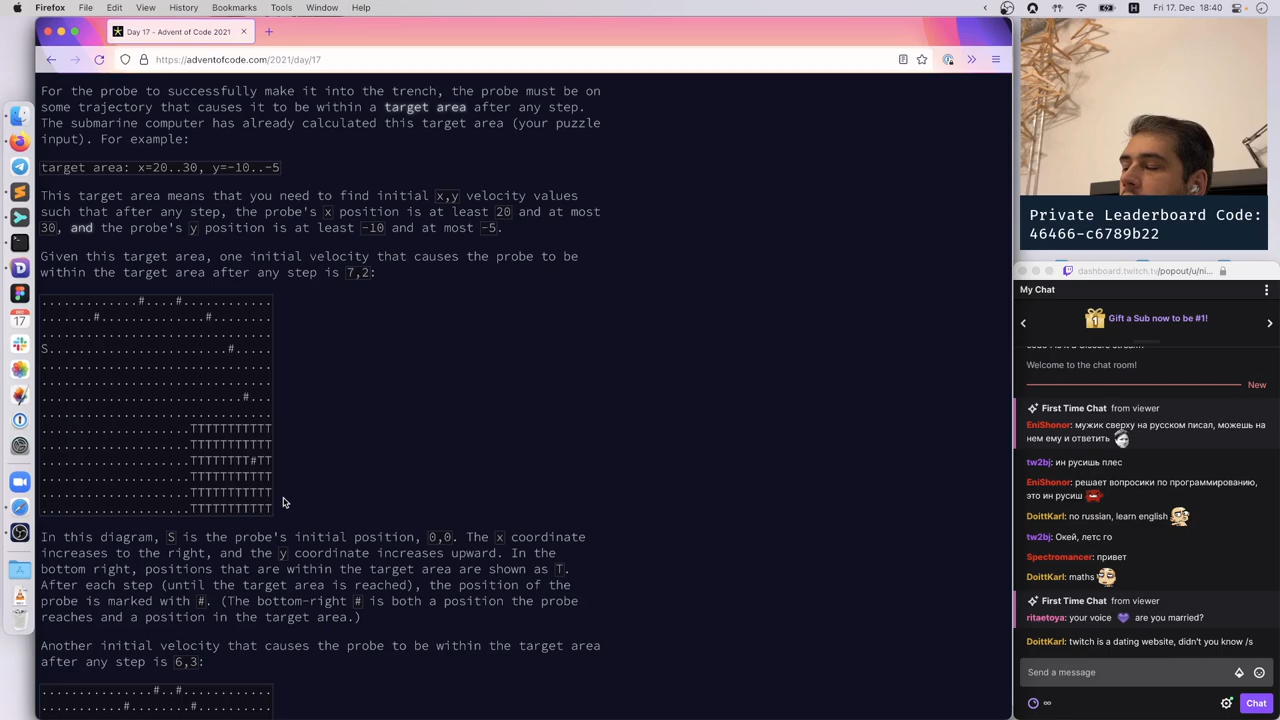 Firefox File Edit View History Bookmarks Tools Window Help
Fri 17. Dec 18:40
Day 17 - Advent of Code 2021
https://adventofcode.com/2021/day/17
For the probe to successfully make it into the trench, the probe must be on
some trajectory that causes it to be within a target area after any step.
The submarine computer has already calculated this target area (your puzzle
input). For example:
target area: x=20..30, y=-10..-5
This target area means that you need to find initial x,y velocity values
such that after any step, the probe's x position is at least 20 and at most
30, and the probe's y position is at least -10 and at most -5.
Given this target area, one initial velocity that causes the probe to be
within the target area after any step is 7,2:
.............#....#............
.......#..............#........
...............................
S........................#.....
...............................
...............................
...........................#...
...............................
....................TTTTTTTTTTT
....................TTTTTTTTTTT
....................TTTTTTTT#TT
....................TTTTTTTTTTT
....................TTTTTTTTTTT
....................TTTTTTTTTTT
In this diagram, S is the probe's initial position, 0,0. The x coordinate
increases to the right, and the y coordinate increases upward. In the
bottom right, positions that are within the target area are shown as T.
After each step (until the target area is reached), the position of the
probe is marked with #. (The bottom-right # is both a position the probe
reaches and a position in the target area.)
Another initial velocity that causes the probe to be within the target area
after any step is 6,3:
...............#..#............
...........#........#..........
DEC
17
Private Leaderboard Code:
46466-c6789b22
dashboard.twitch.tv/popout/u/ni...
My Chat
Gift a Sub now to be #1!
Welcome to the chat room!
New
First Time Chat from viewer
EniShonor: мужик сверху на русском писал, можешь на
нем ему и ответить
tw2bj: ин русишь плес
EniShonor: решает вопросики по программированию,
это ин русиш
DoittKarl: no russian, learn english
tw2bj: Окей, летс го
Spectromancer: привет
DoittKarl: maths
First Time Chat from viewer
ritaetoya: your voice are you married?
DoittKarl: twitch is a dating website, didn't you know /s
Send a message
Chat